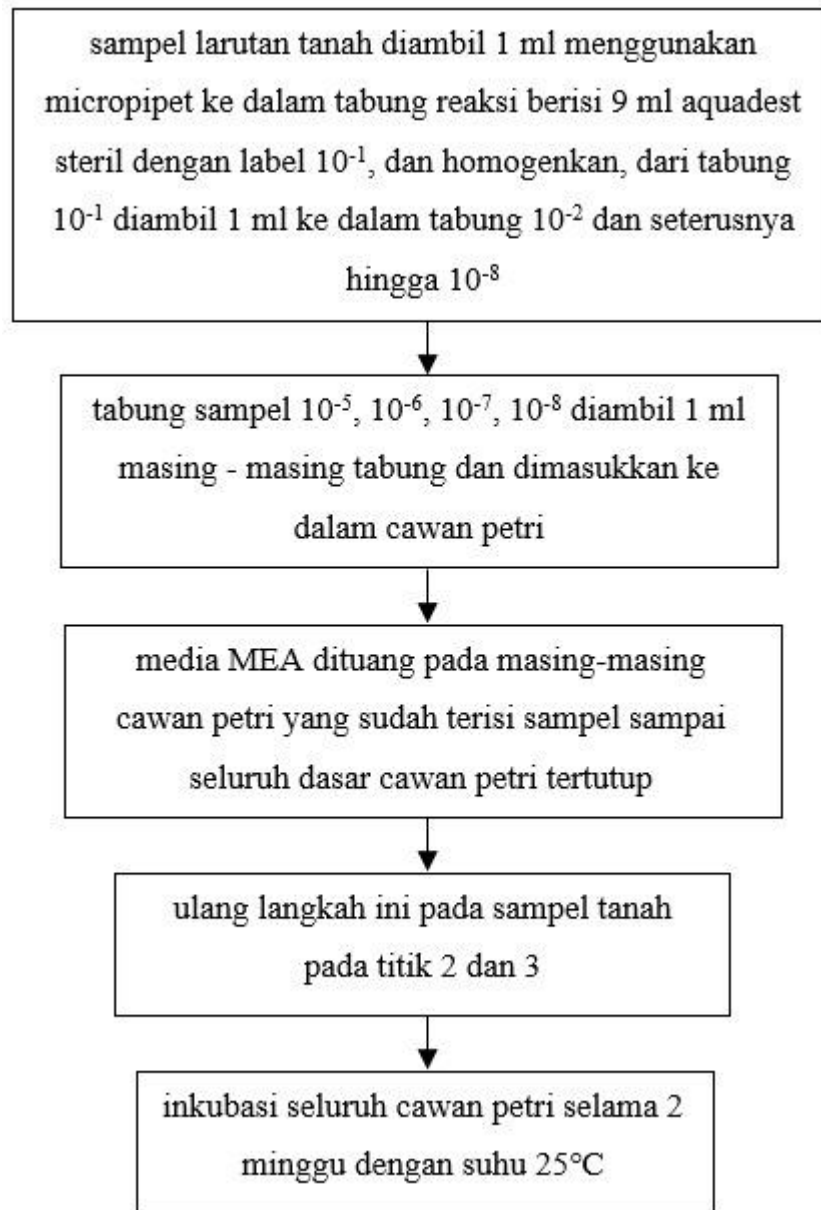 sampel larutan tanah diambil 1 ml menggunakan
micropipet ke dalam tabung reaksi berisi 9 ml aquadest
steril dengan label 10⁻¹, dan homogenkan, dari tabung
10⁻¹ diambil 1 ml ke dalam tabung 10⁻² dan seterusnya
hingga 10⁻⁸
tabung sampel 10⁻⁵, 10⁻⁶, 10⁻⁷, 10⁻⁸ diambil 1 ml
masing - masing tabung dan dimasukkan ke
dalam cawan petri
media MEA dituang pada masing-masing
cawan petri yang sudah terisi sampel sampai
seluruh dasar cawan petri tertutup
ulang langkah ini pada sampel tanah
pada titik 2 dan 3
inkubasi seluruh cawan petri selama 2
minggu dengan suhu 25°C